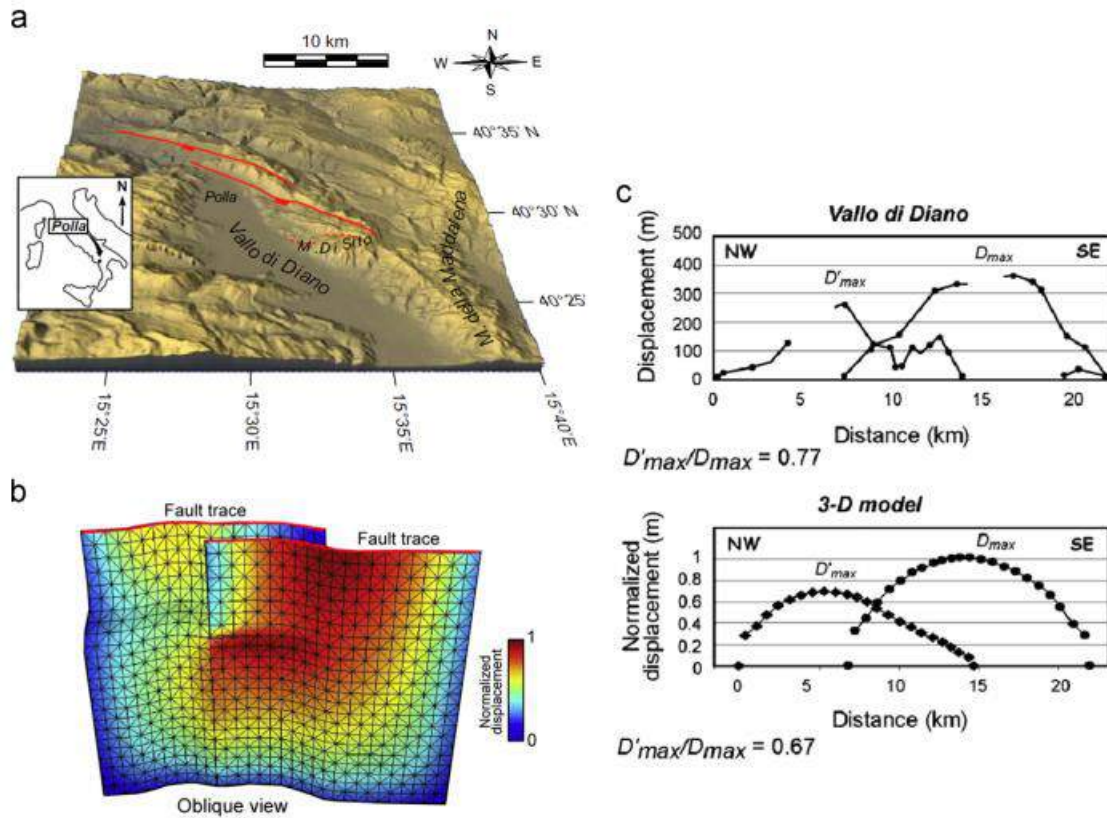 a
10 km
N
W E
S
40°35' N
40°30' N
40°25'
N
Polla
Polla
M. Di Sito
Vallo di Diano
M. della Maddalena
15°25'E
15°30'E
15°35'E
15°40'E
b
Fault trace
Fault trace
1
Normalized
displacement
0
Oblique view
c
Vallo di Diano
Displacement (m)
500
400
300
200
100
0
NW
SE
D'max
Dmax
0 5 10 15 20
Distance (km)
D'max/Dmax = 0.77
3-D model
Normalized
displacement (m)
1
0.8
0.6
0.4
0.2
0
NW
SE
D'max
Dmax
0 5 10 15 20
Distance (km)
D'max/Dmax = 0.67